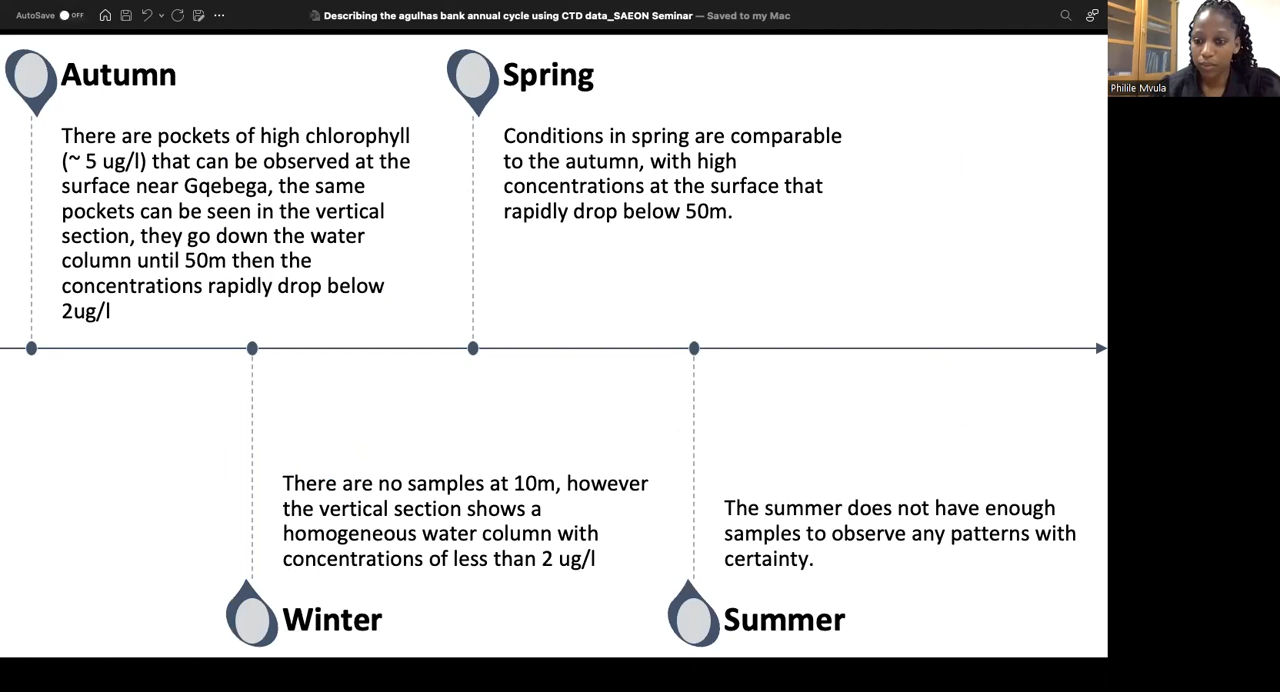 AutoSave OFF
Describing the agulhas bank annual cycle using CTD data_SAEON Seminar — Saved to my Mac
Philile Mvula
Autumn
There are pockets of high chlorophyll
(~ 5 ug/l) that can be observed at the
surface near Gqebega, the same
pockets can be seen in the vertical
section, they go down the water
column until 50m then the
concentrations rapidly drop below
2ug/l
Spring
Conditions in spring are comparable
to the autumn, with high
concentrations at the surface that
rapidly drop below 50m.
There are no samples at 10m, however
the vertical section shows a
homogeneous water column with
concentrations of less than 2 ug/l
Winter
The summer does not have enough
samples to observe any patterns with
certainty.
Summer